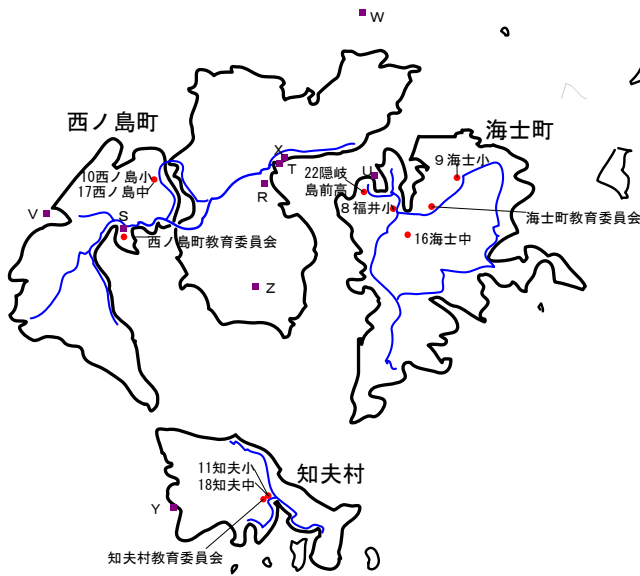 W
西ノ島町
海士町
X
T
10西ノ島小
17西ノ島中
22隠岐
島前高
U
9海士小
R
8福井小
V
S
西ノ島町教育委員会
海士町教育委員会
16海士中
Z
知夫村
11知夫小
18知夫中
Y
知夫村教育委員会